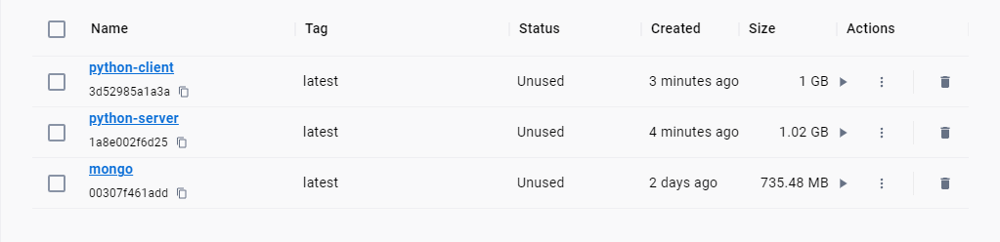 Name Tag Status Created Size Actions
python-client
3d52985a1a3a
latest Unused 3 minutes ago 1 GB
python-server
1a8e002f6d25
latest Unused 4 minutes ago 1.02 GB
mongo
00307f461add
latest Unused 2 days ago 735.48 MB